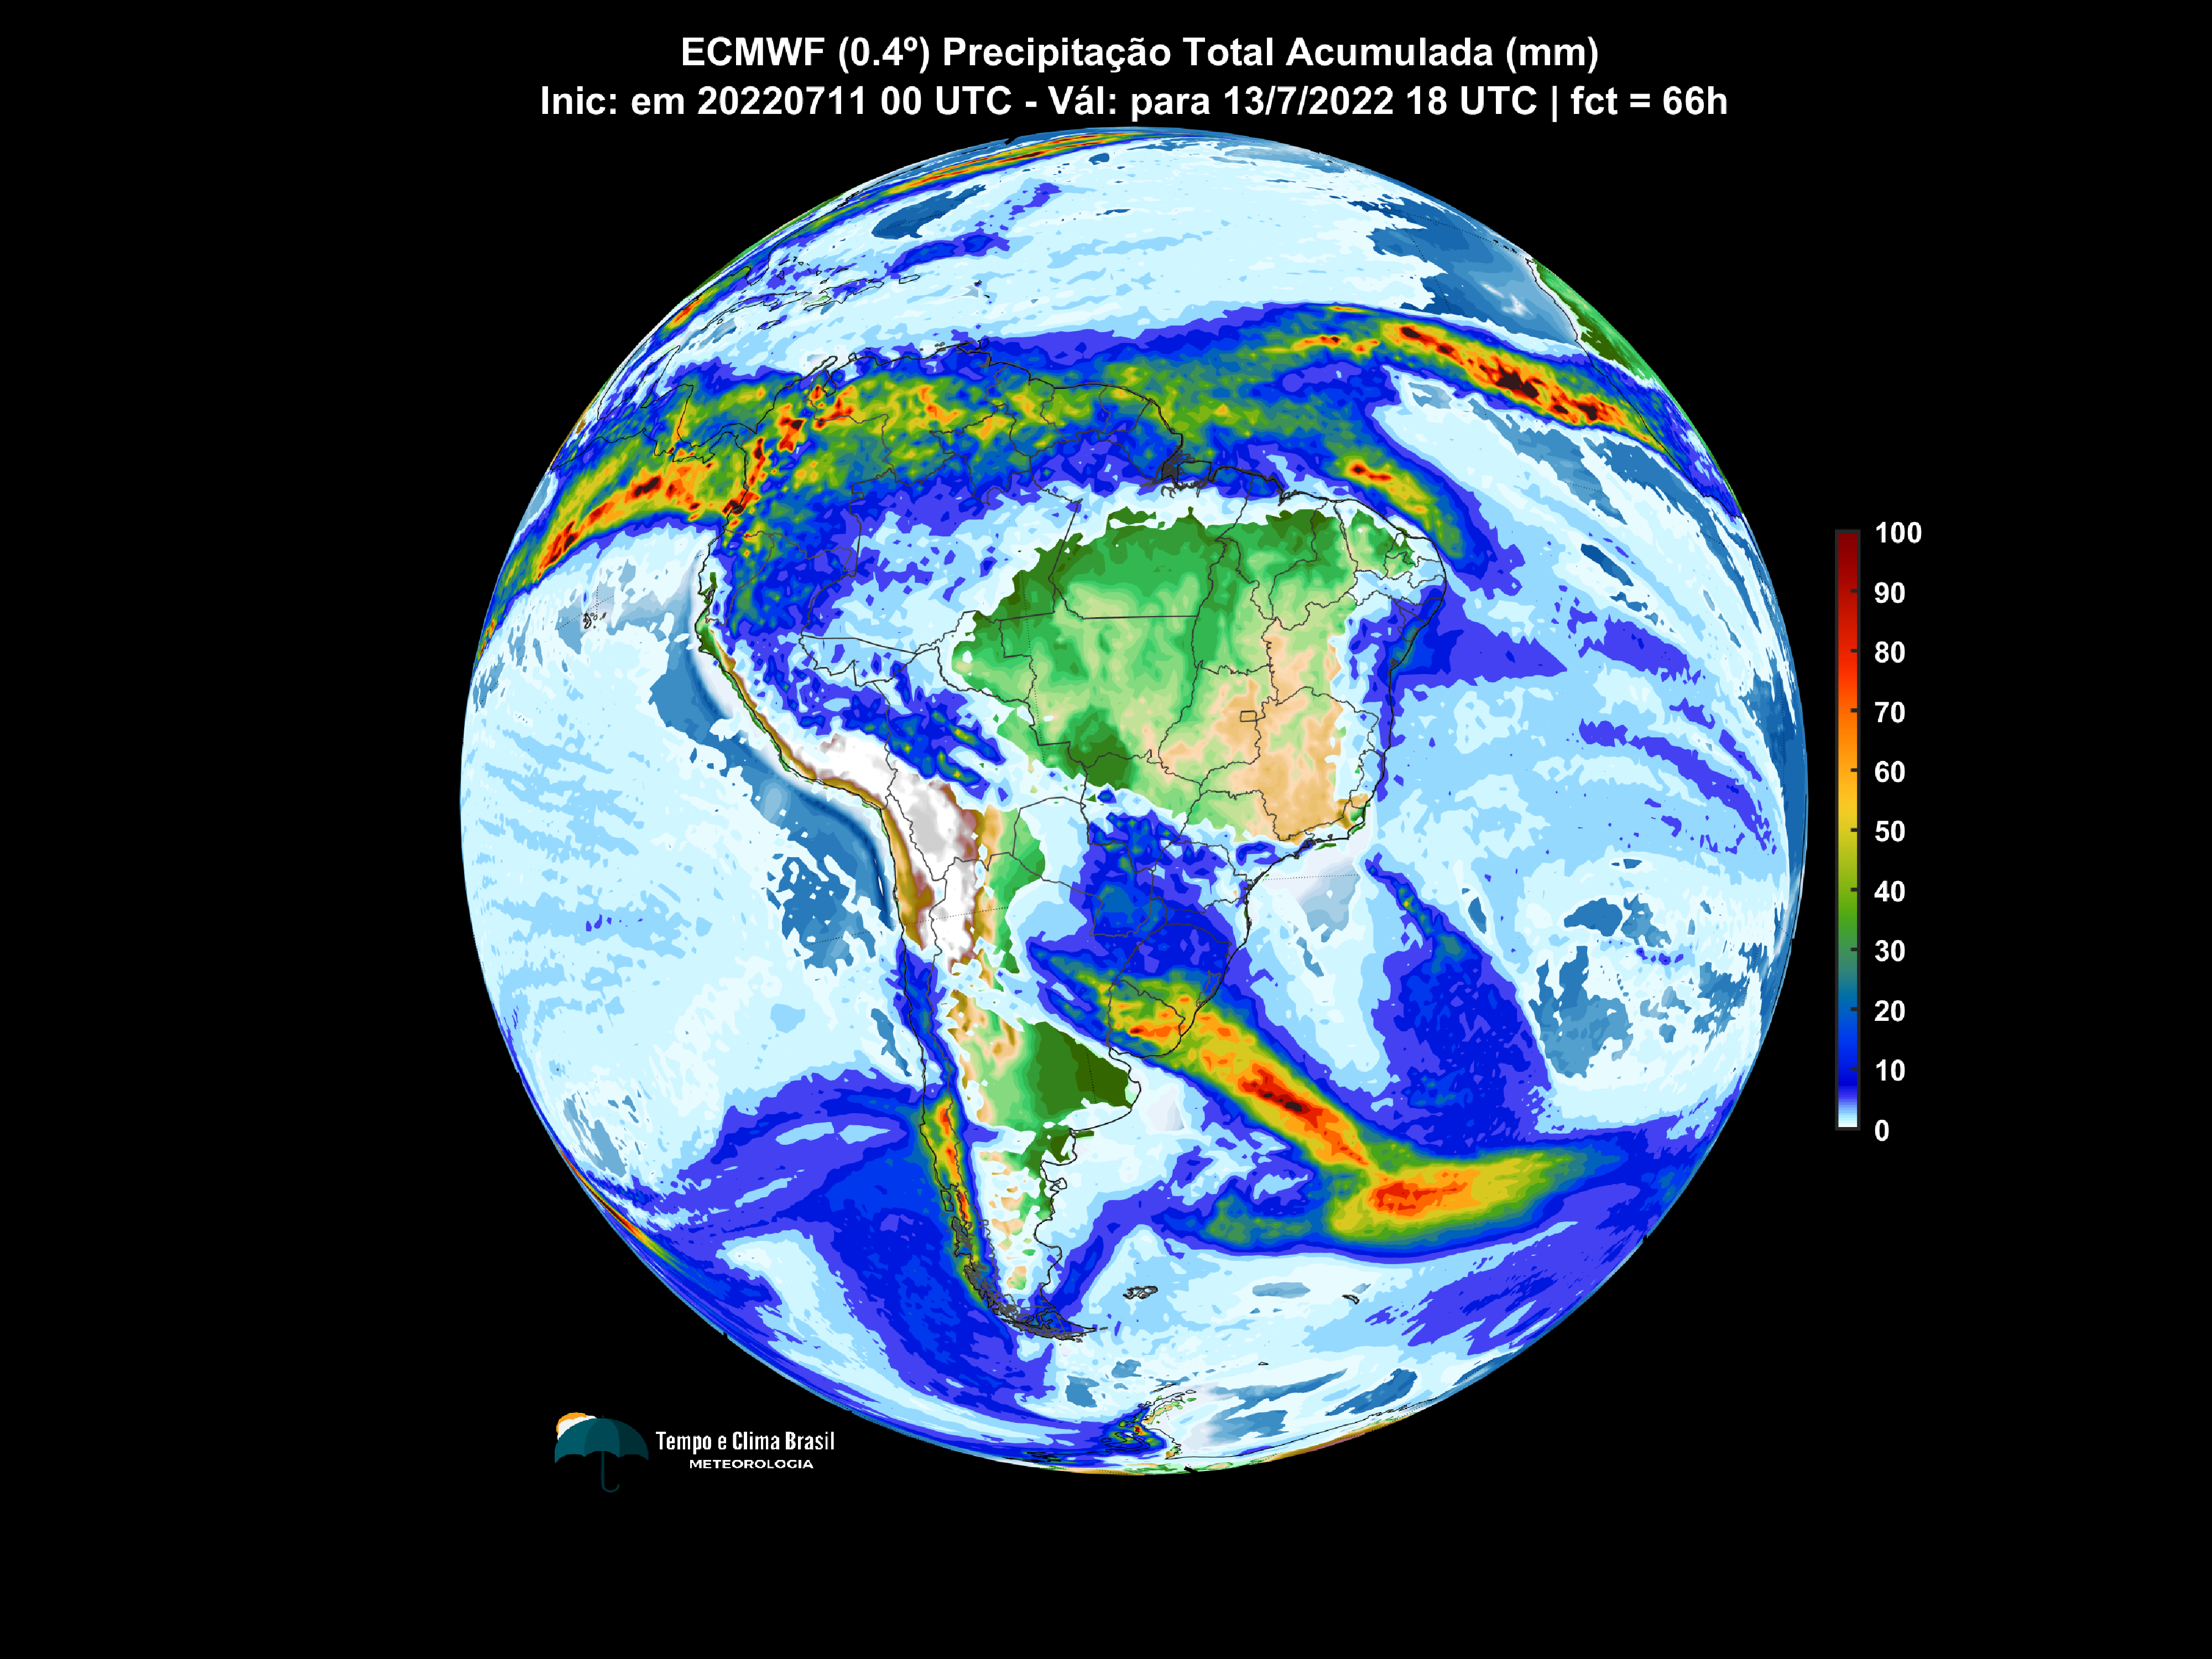 ECMWF (0.4º) Precipitação Total Acumulada (mm)
Inic: em 20220711 00 UTC - Vál: para 13/7/2022 18 UTC | fct = 66h
100
90
80
70
60
50
40
30
20
10
0
Tempo e Clima Brasil
METEOROLOGIA